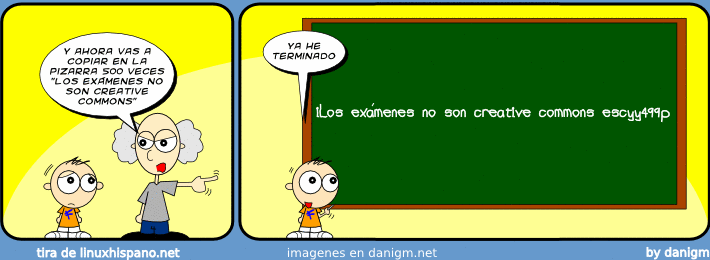 Y AHORA VAS A
COPIAR EN LA
PIZARRA 500 VECES
"LOS EXÁMENES NO
SON CREATIVE
COMMONS"
YA HE
TERMINADO
iLos exámenes no son creative commons escyy499p
tira de linuxhispano.net
imagenes en danigm.net
by danigm